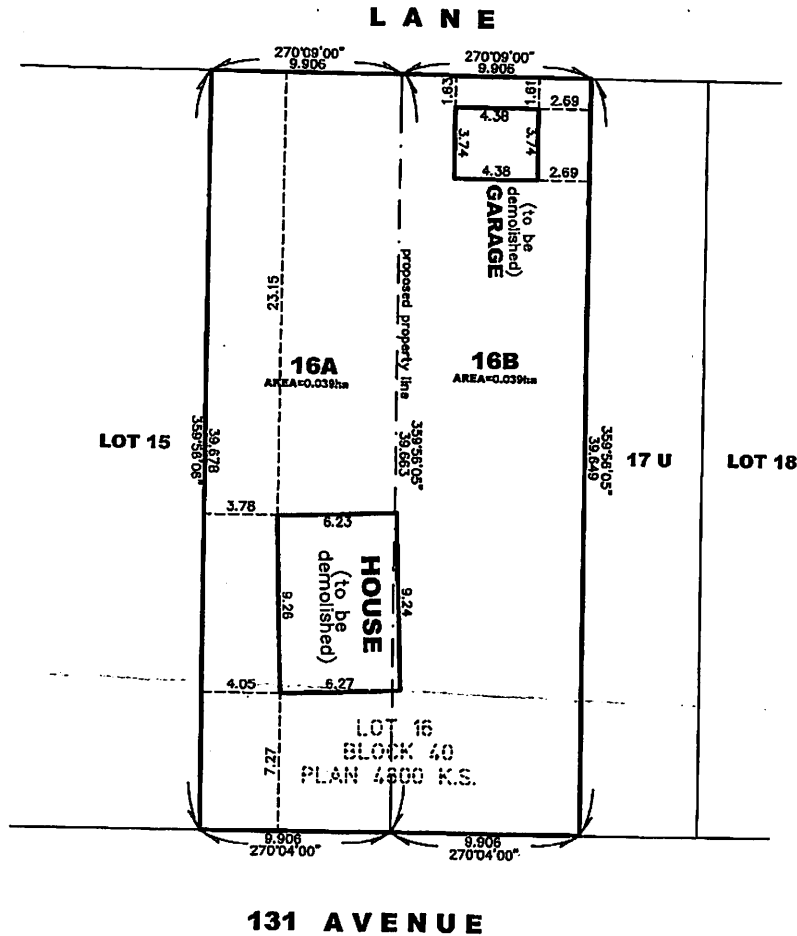 LANE
270°09'00"
9.906
270°09'00"
9.906
1.63
1.61
2.69
4.38
3.74
3.74
4.38
2.69
GARAGE
(to be
demolished)
23.15
proposed property line
16A
AREA=0.039ha
16B
AREA=0.039ha
LOT 15
359°56'06"
39.678
359°56'05"
39.663
359°56'05"
39.649
17 U
LOT 18
3.78
6.23
HOUSE
(to be
demolished)
9.26
9.24
4.05
6.27
7.27
LOT 16
BLOCK 40
PLAN 4800 K.S.
9.906
270°04'00"
9.906
270°04'00"
131 AVENUE